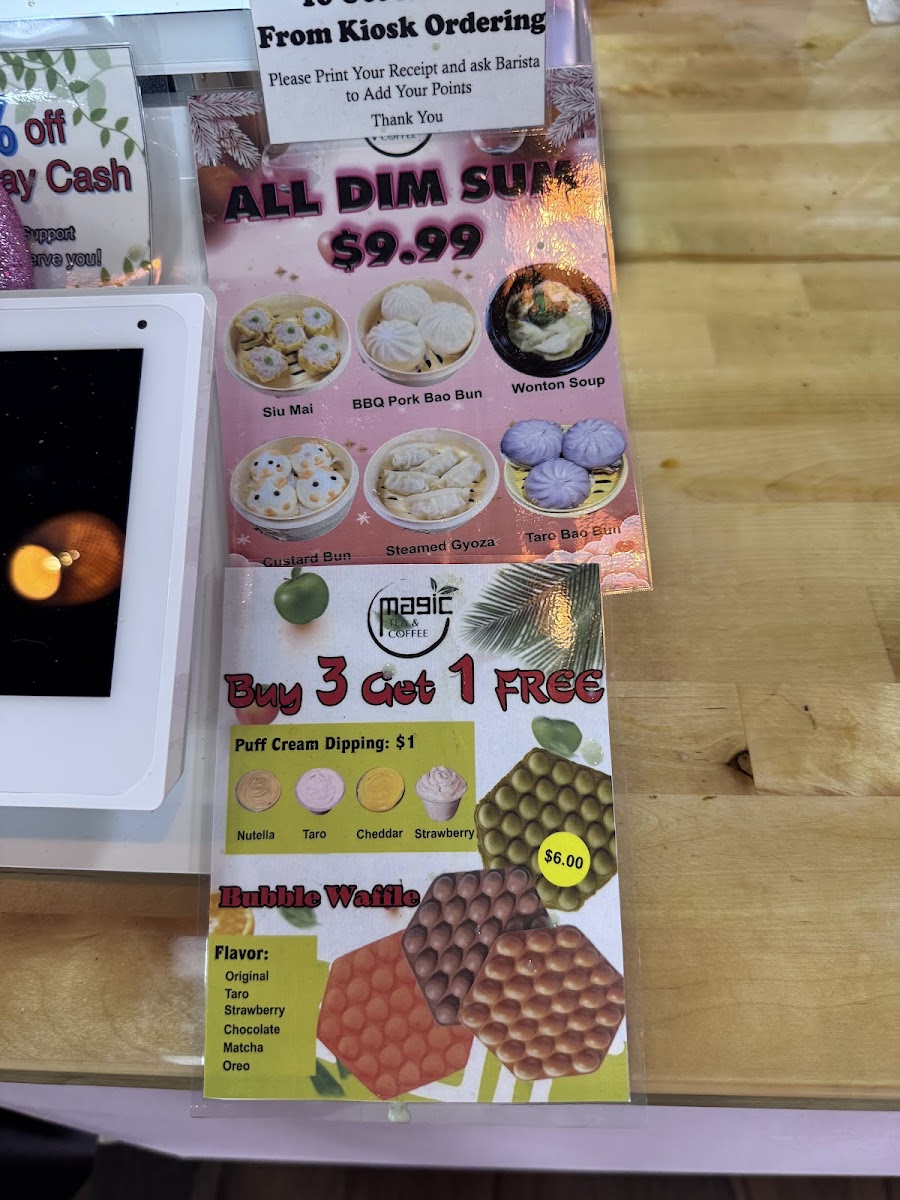 From Kiosk Ordering
Please Print Your Receipt and ask Barista
to Add Your Points
Thank You
% off
ay Cash
Support
erve you!
COFFEE
ALL DIM SUM
$9.99
Siu Mai
BBQ Pork Bao Bun
Wonton Soup
Custard Bun
Steamed Gyoza
Taro Bao Bun
magic
TEA &
COFFEE
Buy 3 Get 1 FREE
Puff Cream Dipping: $1
Nutella
Taro
Cheddar
Strawberry
$6.00
Bubble Waffle
Flavor:
Original
Taro
Strawberry
Chocolate
Matcha
Oreo